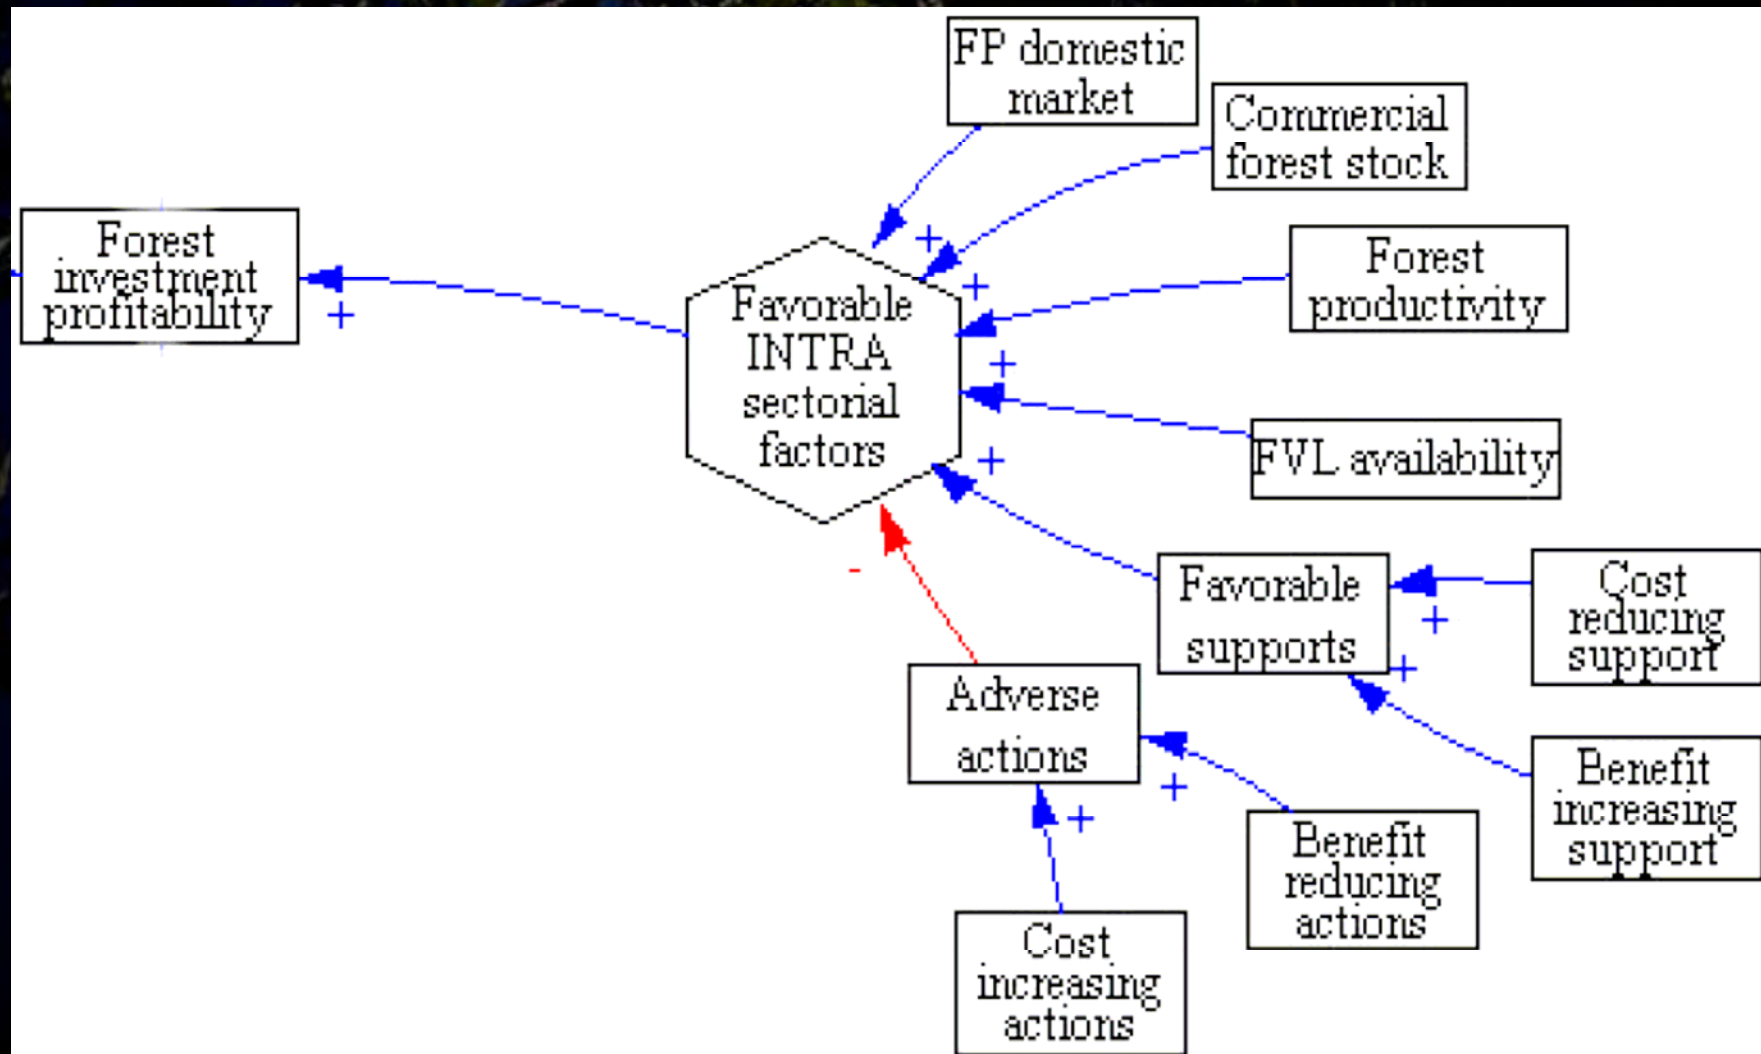 FP domestic
market
Commercial
forest stock
Forest
investment
profitability
+
+
+
Forest
productivity
Favorable
INTRA
sectorial
factors
+
FVL availability
+
-
Favorable
supports
+
+
Cost
reducing
support
Adverse
actions
+
+
Benefit
increasing
support
Benefit
reducing
actions
Cost
increasing
actions